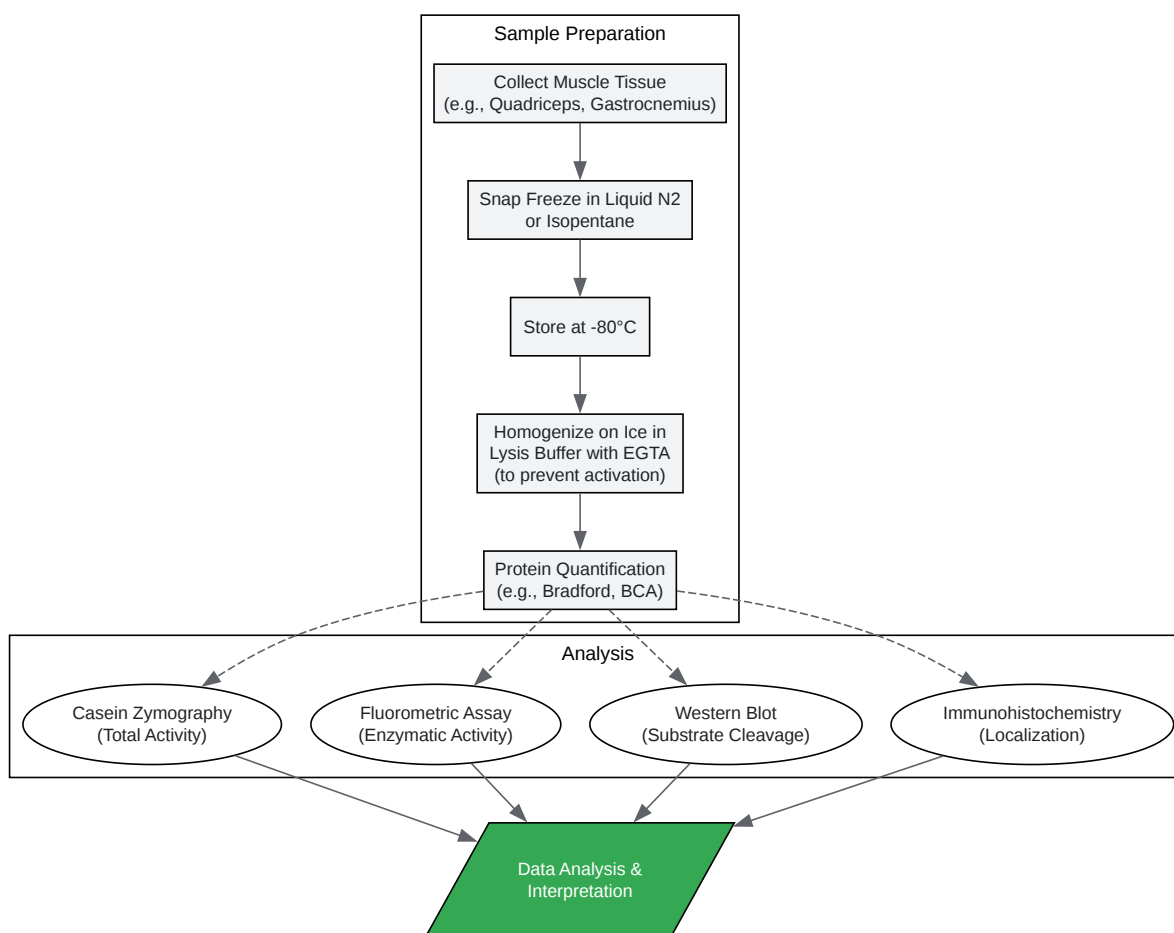 Sample Preparation
Collect Muscle Tissue
(e.g., Quadriceps, Gastrocnemius)
Snap Freeze in Liquid N2
or Isopentane
Store at -80°C
Homogenize on Ice in
Lysis Buffer with EGTA
(to prevent activation)
Protein Quantification
(e.g., Bradford, BCA)
Analysis
Casein Zymography
(Total Activity)
Fluorometric Assay
(Enzymatic Activity)
Western Blot
(Substrate Cleavage)
Immunohistochemistry
(Localization)
Data Analysis &
Interpretation